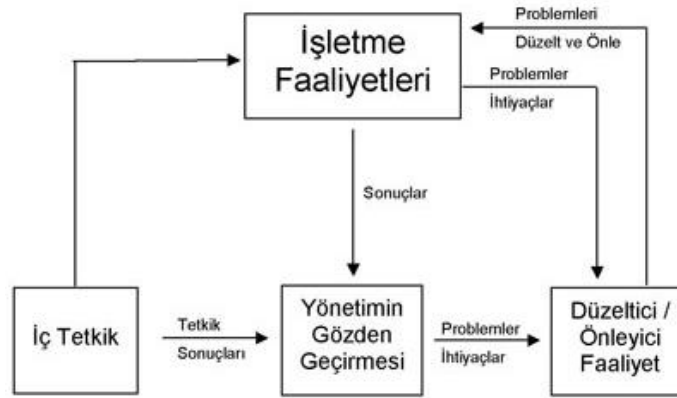 İşletme
Faaliyetleri
Problemleri
Düzelt ve Önle
Problemler
İhtiyaçlar
Sonuçlar
İç Tetkik
Tetkik
Sonuçları
Yönetimin
Gözden
Geçirmesi
Problemler
İhtiyaçlar
Düzeltici /
Önleyici
Faaliyet